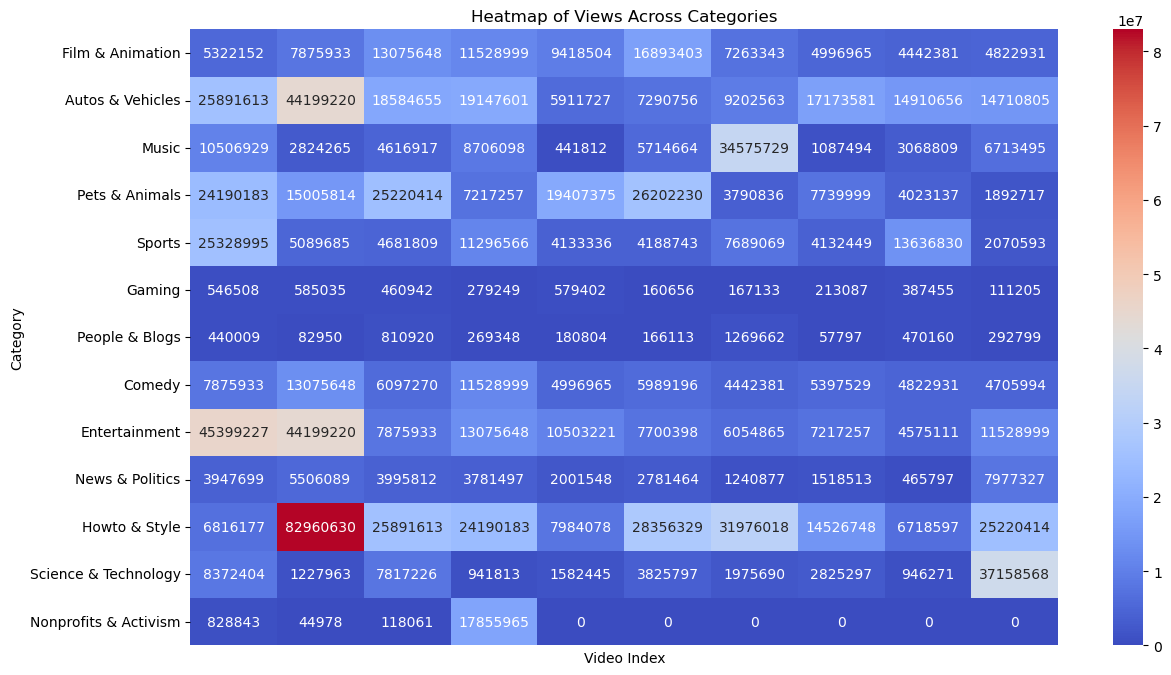 Heatmap of Views Across Categories
1e7
Film & Animation 5322152 7875933 13075648 11528999 9418504 16893403 7263343 4996965 4442381 4822931
8
Autos & Vehicles 25891613 44199220 18584655 19147601 5911727 7290756 9202563 17173581 14910656 14710805
7
Music 10506929 2824265 4616917 8706098 441812 5714664 34575729 1087494 3068809 6713495
Pets & Animals 24190183 15005814 25220414 7217257 19407375 26202230 3790836 7739999 4023137 1892717
6
Sports 25328995 5089685 4681809 11296566 4133336 4188743 7689069 4132449 13636830 2070593
5
Gaming 546508 585035 460942 279249 579402 160656 167133 213087 387455 111205
Category
People & Blogs 440009 82950 810920 269348 180804 166113 1269662 57797 470160 292799
4
Comedy 7875933 13075648 6097270 11528999 4996965 5989196 4442381 5397529 4822931 4705994
3
Entertainment 45399227 44199220 7875933 13075648 10503221 7700398 6054865 7217257 4575111 11528999
News & Politics 3947699 5506089 3995812 3781497 2001548 2781464 1240877 1518513 465797 7977327
2
Howto & Style 6816177 82960630 25891613 24190183 7984078 28356329 31976018 14526748 6718597 25220414
1
Science & Technology 8372404 1227963 7817226 941813 1582445 3825797 1975690 2825297 946271 37158568
Nonprofits & Activism 828843 44978 118061 17855965 0 0 0 0 0 0
0
Video Index